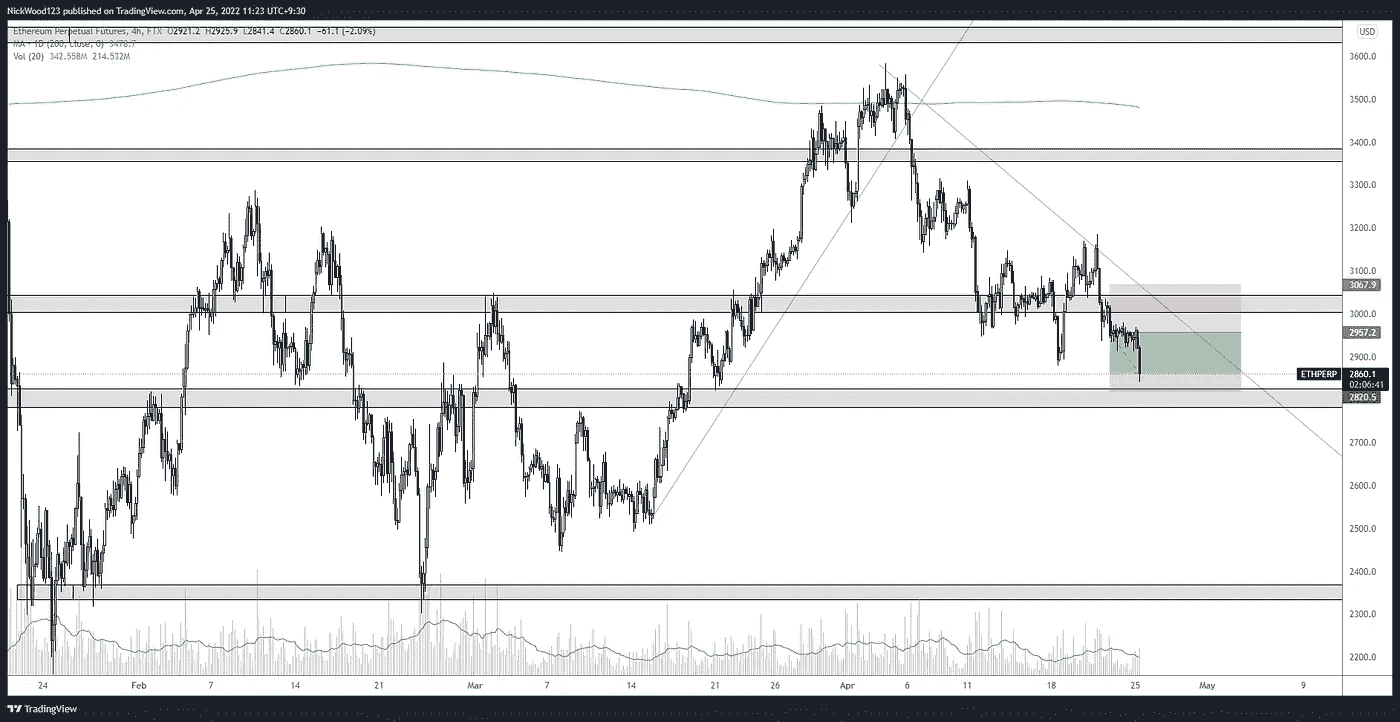 NickWood123 published on TradingView.com, Apr 25, 2022 11:23 UTC+9:30
Ethereum Perpetual Futures, 4h, FTX O2921.2 H2925.9 L2841.4 C2860.1 −61.1 (−2.09%)
MA · 1D (200, close, 0) 3478.7
Vol (20) 342.558M 214.532M
USD
3600.0
3500.0
3400.0
3300.0
3200.0
3100.0
3067.9
3000.0
2957.2
2900.0
ETHPERP 2860.1
02:06:41
2820.5
2700.0
2600.0
2500.0
2400.0
2300.0
2200.0
24 Feb 7 14 21 Mar 7 14 21 26 Apr 6 11 18 25 May 9
TradingView